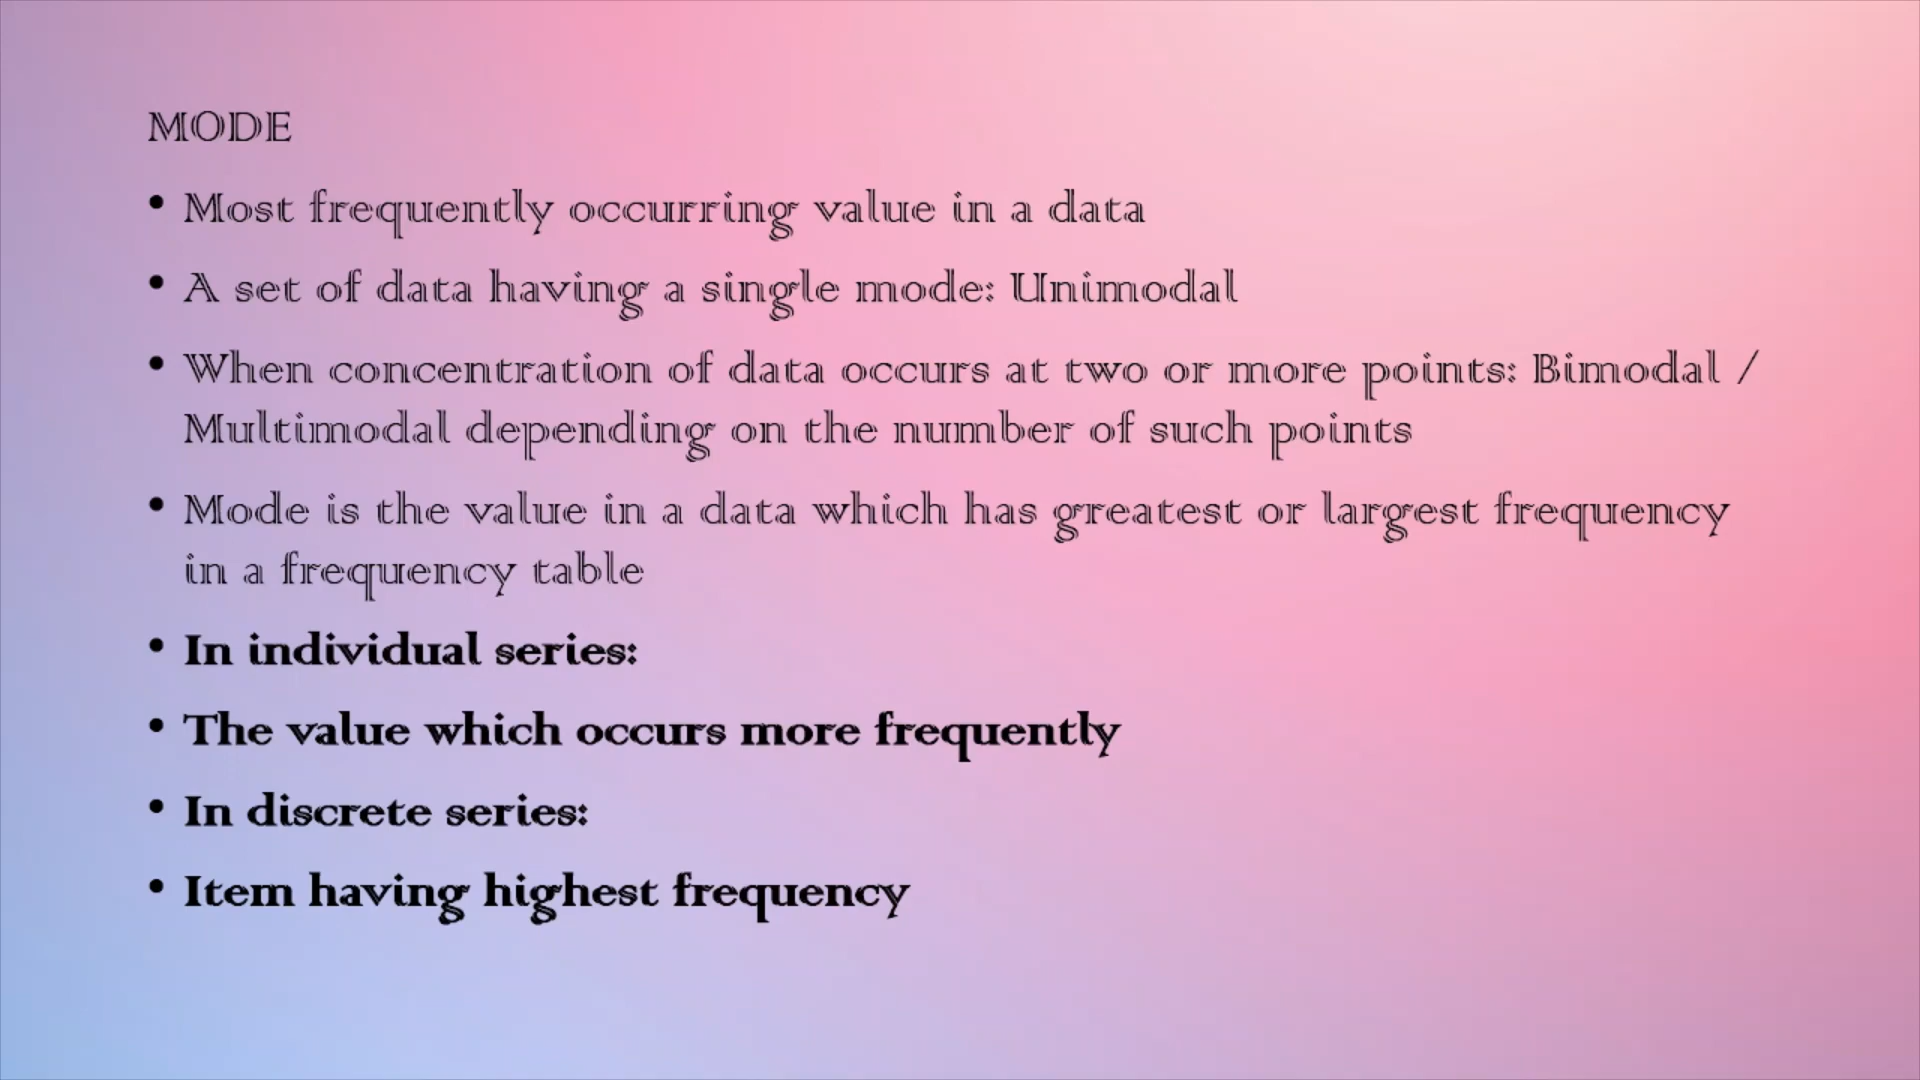 MODE
• Most frequently occurring value in a data
• A set of data having a single mode: Unimodal
• When concentration of data occurs at two or more points: Bimodal /
Multimodal depending on the number of such points
• Mode is the value in a data which has greatest or largest frequency
in a frequency table
• In individual series:
• The value which occurs more frequently
• In discrete series:
• Item having highest frequency